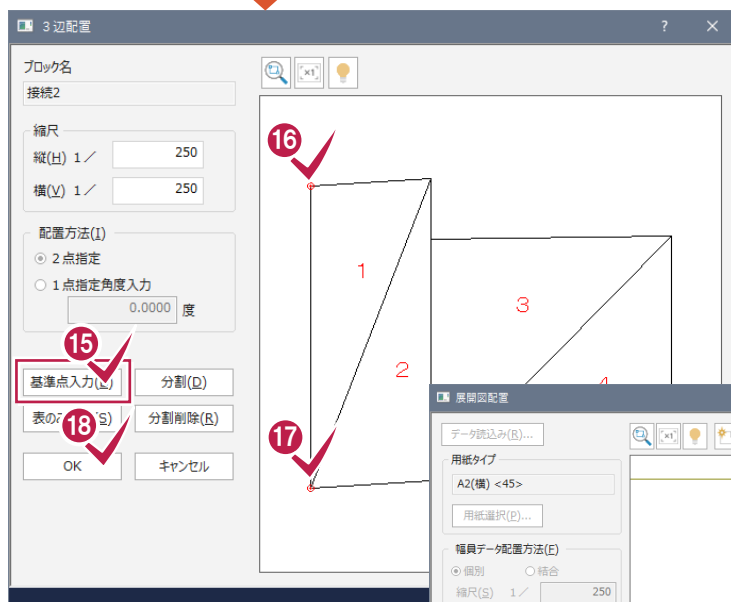 3辺配置
ブロック名
接続2
縮尺
縦(H) 1／ 250
横(V) 1／ 250
配置方法(I)
2点指定
1点指定角度入力
0.0000 度
15
基準点入力(
分割(D)
表の
S)
分割削除(R)
18
OK
キャンセル
×1
16
1
2
3
4
17
展開図配置
データ読込み(R)...
×1
用紙タイプ
A2(横) <45>
用紙選択(P)...
幅員データ配置方法(F)
個別 結合
縮尺(S) 1／ 250